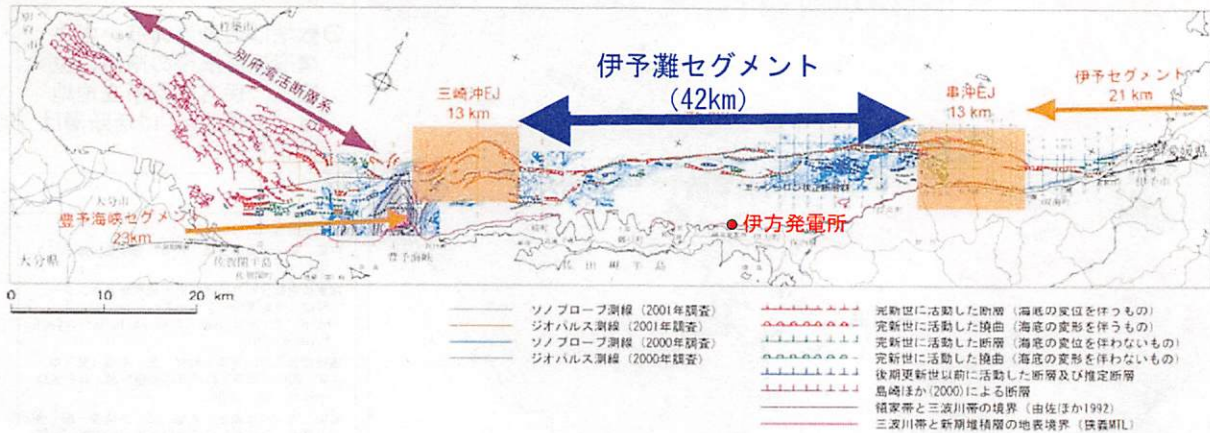 別府湾活断層系
三崎沖EJ
13 km
伊予灘セグメント
(42km)
串沖EJ
13 km
伊予セグメント
21 km
豊予海峡セグメント
23km
伊方発電所
大分県
佐賀関半島
豊予海峡
佐田岬半島
愛媛県
0 10 20 km
ソノプローブ測線 (2001年調査)
ジオパルス測線 (2001年調査)
ソノプローブ測線 (2000年調査)
ジオパルス測線 (2000年調査)
完新世に活動した断層 (海底の変位を伴うもの)
完新世に活動した撓曲 (海底の変形を伴うもの)
完新世に活動した断層 (海底の変位を伴わないもの)
完新世に活動した撓曲 (海底の変形を伴わないもの)
後期更新世以前に活動した断層及び推定断層
島崎ほか(2000)による断層
領家帯と三波川帯の境界 (由佐ほか1992)
三波川帯と新期堆積層の地表境界 (狭義MTL)